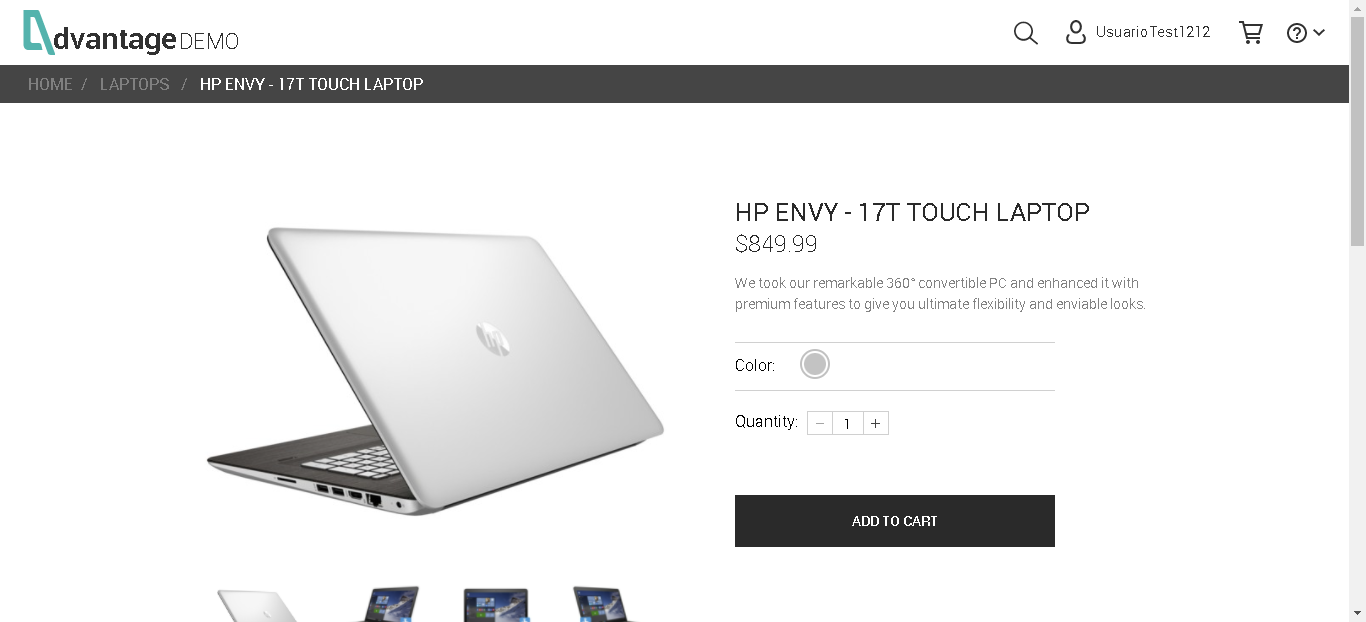 dvantage DEMO
UsuarioTest1212
HOME / LAPTOPS / HP ENVY - 17T TOUCH LAPTOP
HP ENVY - 17T TOUCH LAPTOP
$849.99
We took our remarkable 360° convertible PC and enhanced it with
premium features to give you ultimate flexibility and enviable looks.
Color:
Quantity: − 1 +
ADD TO CART
hp